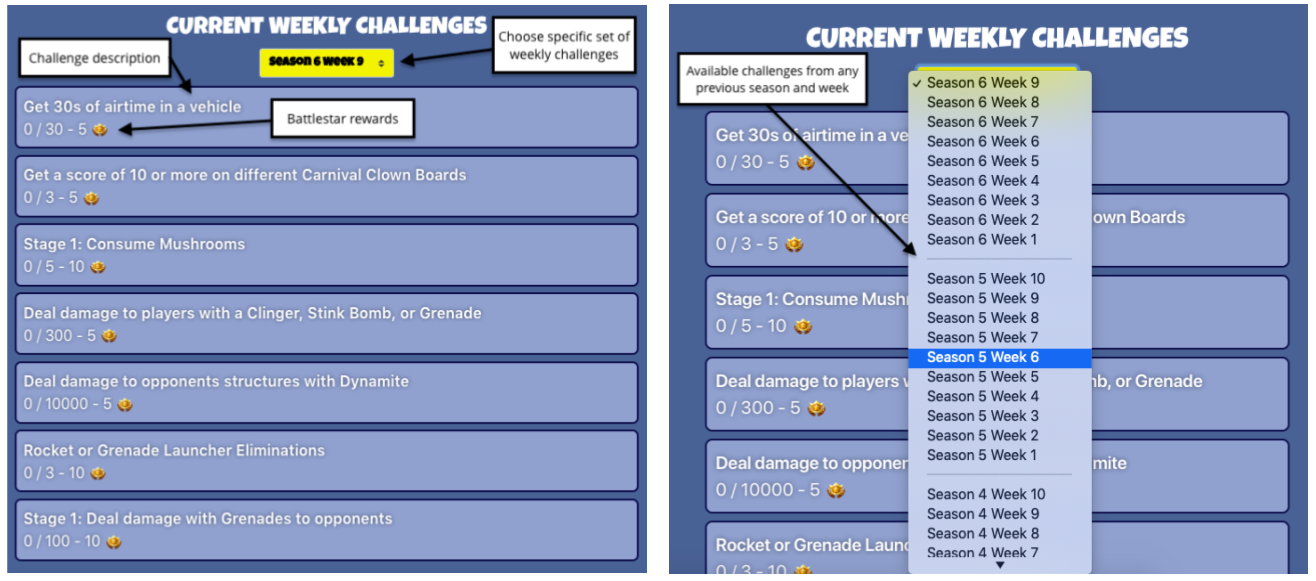 CURRENT WEEKLY CHALLENGES
Choose specific set of
weekly challenges
Challenge description
SEASON 6 WEEK 9
Get 30s of airtime in a vehicle
0 / 30 - 5
Battlestar rewards
Get a score of 10 or more on different Carnival Clown Boards
0 / 3 - 5
Stage 1: Consume Mushrooms
0 / 5 - 10
Deal damage to players with a Clinger, Stink Bomb, or Grenade
0 / 300 - 5
Deal damage to opponents structures with Dynamite
0 / 10000 - 5
Rocket or Grenade Launcher Eliminations
0 / 3 - 10
Stage 1: Deal damage with Grenades to opponents
0 / 100 - 10
CURRENT WEEKLY CHALLENGES
Available challenges from any
previous season and week
✓ Season 6 Week 9
Season 6 Week 8
Season 6 Week 7
Season 6 Week 6
Season 6 Week 5
Season 6 Week 4
Season 6 Week 3
Season 6 Week 2
Season 6 Week 1
Season 5 Week 10
Season 5 Week 9
Season 5 Week 8
Season 5 Week 7
Season 5 Week 6
Season 5 Week 5
Season 5 Week 4
Season 5 Week 3
Season 5 Week 2
Season 5 Week 1
Season 4 Week 10
Season 4 Week 9
Season 4 Week 8
Season 4 Week 7
Get 30s of airtime in a ve
0 / 30 - 5
Get a score of 10 or more own Boards
0 / 3 - 5
Stage 1: Consume Mushr
0 / 5 - 10
Deal damage to players w nb, or Grenade
0 / 300 - 5
Deal damage to opponer mite
0 / 10000 - 5
Rocket or Grenade Launc
0 / 3 - 10